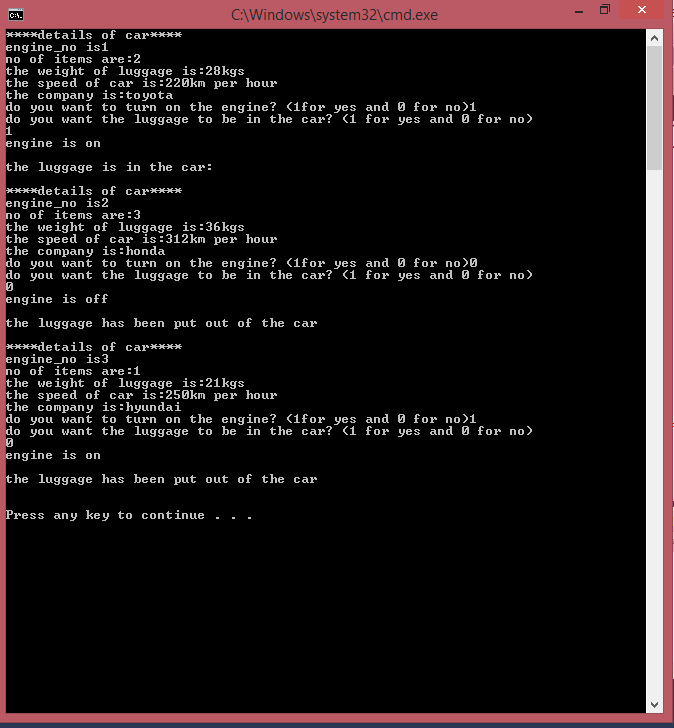 C:\Windows\system32\cmd.exe
****details of car****
engine_no is1
no of items are:2
the weight of luggage is:28kgs
the speed of car is:220km per hour
the company is:toyota
do you want to turn on the engine? (1for yes and 0 for no)1
do you want the luggage to be in the car? (1 for yes and 0 for no)
1
engine is on
the luggage is in the car:
****details of car****
engine_no is2
no of items are:3
the weight of luggage is:36kgs
the speed of car is:312km per hour
the company is:honda
do you want to turn on the engine? (1for yes and 0 for no)0
do you want the luggage to be in the car? (1 for yes and 0 for no)
0
engine is off
the luggage has been put out of the car
****details of car****
engine_no is3
no of items are:1
the weight of luggage is:21kgs
the speed of car is:250km per hour
the company is:hyundai
do you want to turn on the engine? (1for yes and 0 for no)1
do you want the luggage to be in the car? (1 for yes and 0 for no)
0
engine is on
the luggage has been put out of the car
Press any key to continue . . .